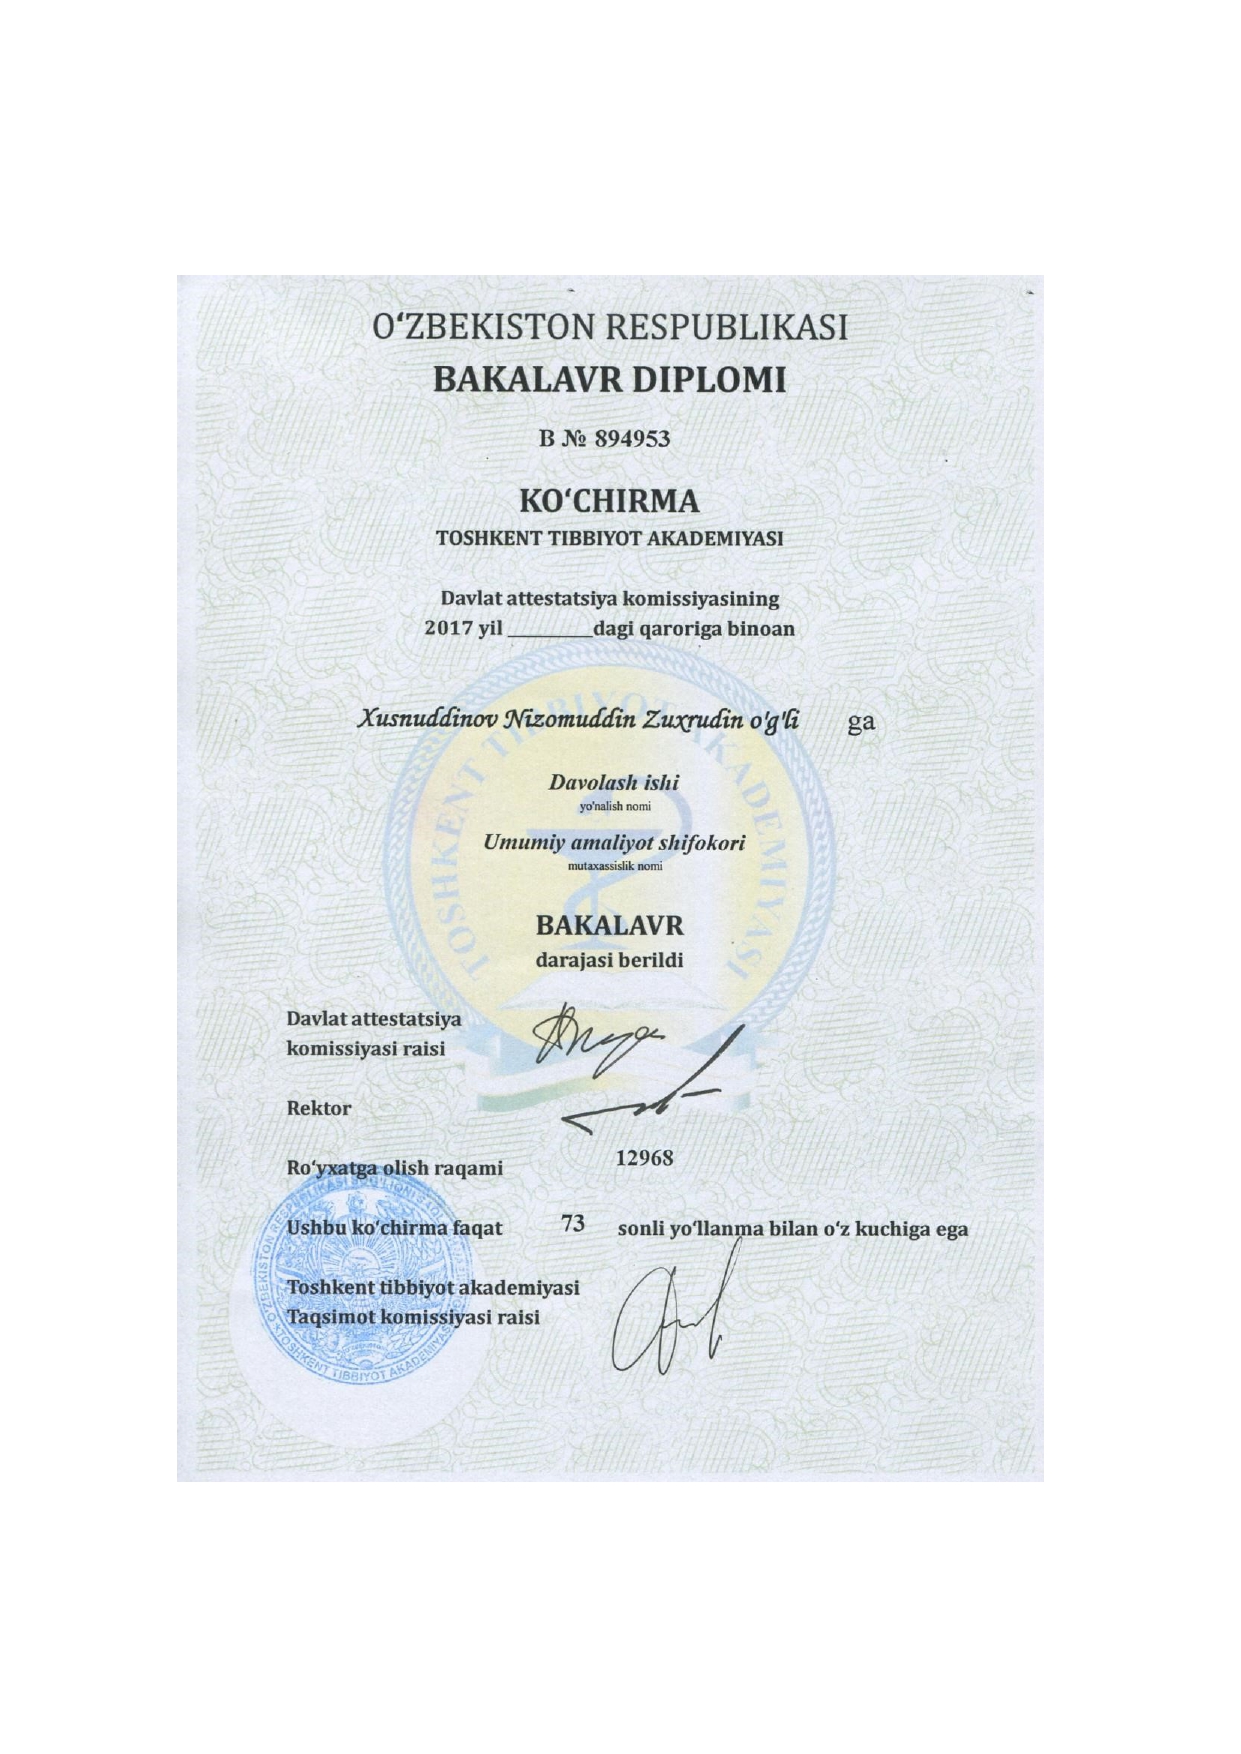 O‘ZBEKISTON RESPUBLIKASI
BAKALAVR DIPLOMI
B № 894953
KO‘CHIRMA
TOSHKENT TIBBIYOT AKADEMIYASI
Davlat attestatsiya komissiyasining
2017 yil ________dagi qaroriga binoan
Xusnuddinov Nizomuddin Zuxrudin o'g'li ga
Davolash ishi
yo'nalish nomi
Umumiy amaliyot shifokori
mutaxassislik nomi
BAKALAVR
darajasi berildi
Davlat attestatsiya
komissiyasi raisi
Rektor
Ro‘yxatga olish raqami 12968
Ushbu ko‘chirma faqat 73 sonli yo‘llanma bilan o‘z kuchiga ega
Toshkent tibbiyot akademiyasi
Taqsimot komissiyasi raisi
TOSHKENT TIBBIYOT AKADEMIYASI
TOSHKENT TIBBIYOT AKADEMIYASI